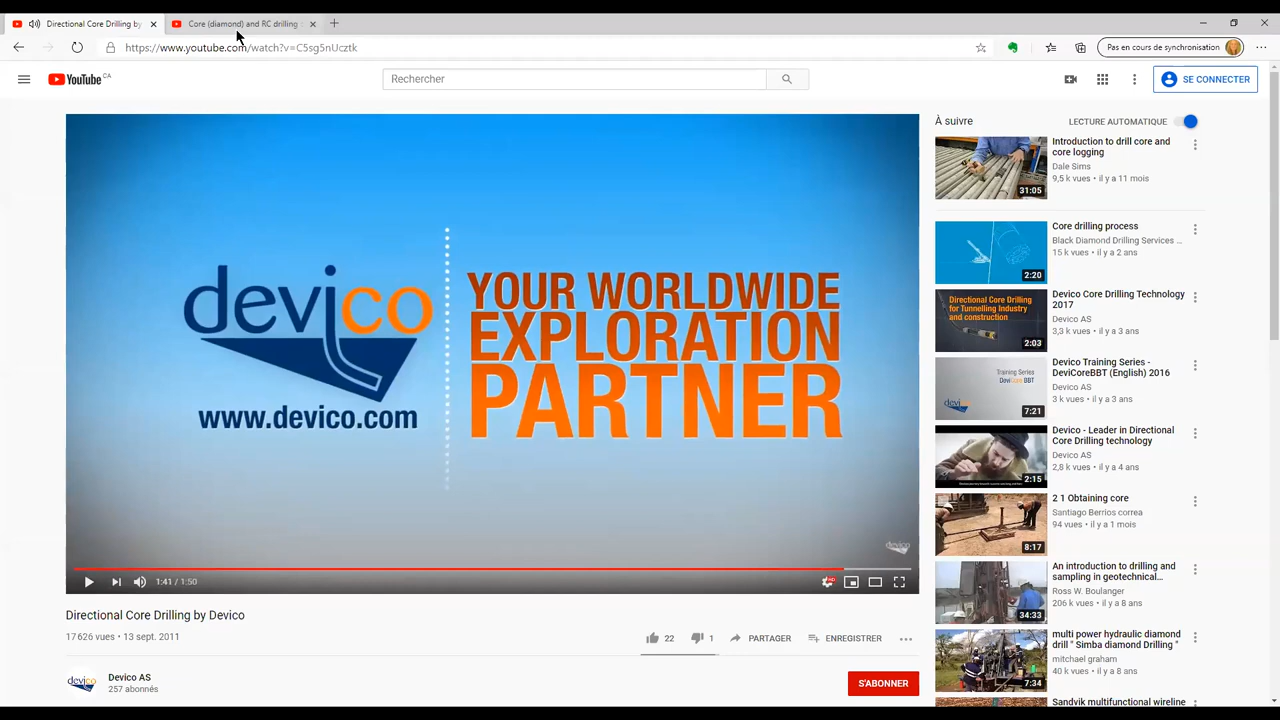 Directional Core Drilling by
Core (diamond) and RC drilling
https://www.youtube.com/watch?v=C5sg5nUcztk
Pas en cours de synchronisation
YouTube CA
Rechercher
SE CONNECTER
devico
www.devico.com
YOUR WORLDWIDE
EXPLORATION
PARTNER
devico
1:41 / 1:50
HD
Directional Core Drilling by Devico
17 626 vues • 13 sept. 2011
22
1
PARTAGER
ENREGISTRER
devico
Devico AS
257 abonnés
S'ABONNER
À suivre
LECTURE AUTOMATIQUE
31:05
Introduction to drill core and
core logging
Dale Sims
9,5 k vues • il y a 11 mois
2:20
Core drilling process
Black Diamond Drilling Services ...
15 k vues • il y a 2 ans
Directional Core Drilling
for Tunnelling Industry
and construction
2:03
Devico Core Drilling Technology
2017
Devico AS
3,3 k vues • il y a 3 ans
Training Series
DeviCore BBT
devico
7:21
Devico Training Series -
DeviCoreBBT (English) 2016
Devico AS
3 k vues • il y a 3 ans
2:15
Devico - Leader in Directional
Core Drilling technology
Devico AS
2,8 k vues • il y a 4 ans
8:17
2 1 Obtaining core
Santiago Berrios correa
94 vues • il y a 1 mois
34:33
An introduction to drilling and
sampling in geotechnical...
Ross W. Boulanger
206 k vues • il y a 8 ans
7:34
multi power hydraulic diamond
drill " Simba diamond Drilling "
mitchael graham
40 k vues • il y a 8 ans
Sandvik multifunctional wireline